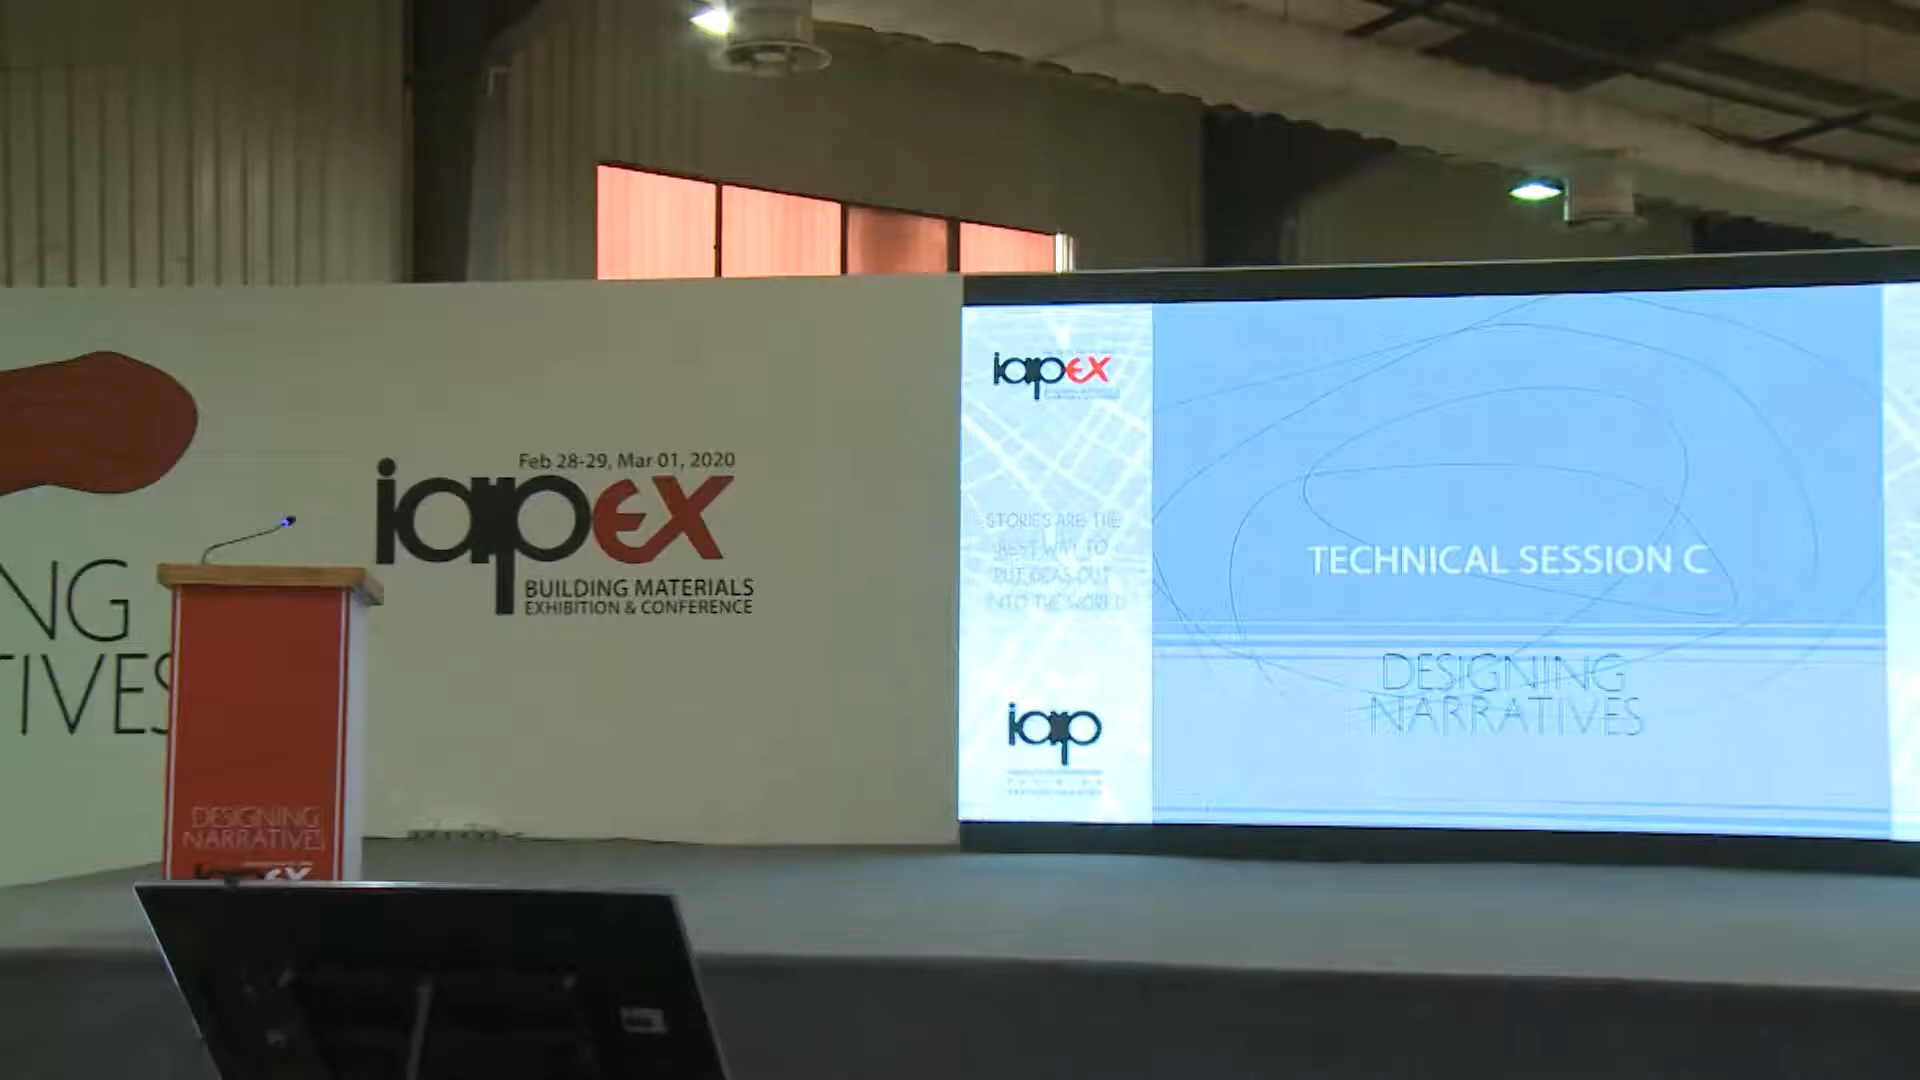 NG
TIVES
DESIGNING
NARRATIVES
Feb 28-29, Mar 01, 2020
iapex
BUILDING MATERIALS
EXHIBITION & CONFERENCE
iapex
STORIES ARE THE
BEST WAY TO
PUT IDEAS OUT
INTO THE WORLD
iap
TECHNICAL SESSION C
DESIGNING
NARRATIVES